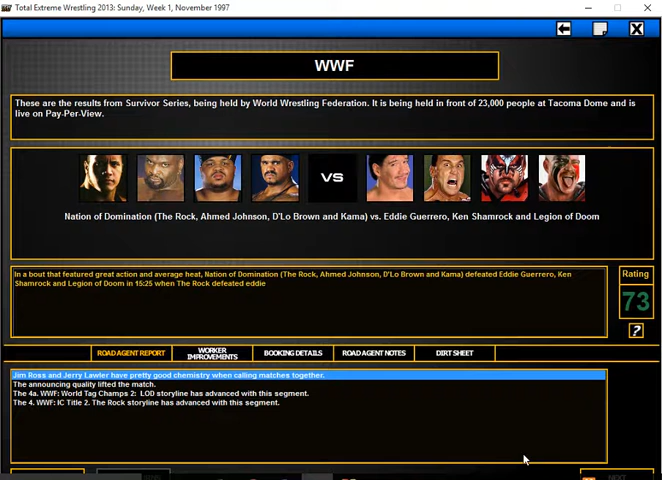 Total Extreme Wrestling 2013: Sunday, Week 1, November 1997
WWF
These are the results from Survivor Series, being held by World Wrestling Federation. It is being held in front of 23,000 people at Tacoma Dome and is
live on Pay-Per-View.
VS
Nation of Domination (The Rock, Ahmed Johnson, D'Lo Brown and Kama) vs. Eddie Guerrero, Ken Shamrock and Legion of Doom
In a bout that featured great action and average heat, Nation of Domination (The Rock, Ahmed Johnson, D'Lo Brown and Kama) defeated Eddie Guerrero, Ken
Shamrock and Legion of Doom in 15:25 when The Rock defeated eddie
Rating
73
?
ROAD AGENT REPORT
WORKER
IMPROVEMENTS
BOOKING DETAILS
ROAD AGENT NOTES
DIRT SHEET
Jim Ross and Jerry Lawler have pretty good chemistry when calling matches together.
The announcing quality lifted the match.
The 4a. WWF: World Tag Champs 2: LOD storyline has advanced with this segment.
The 4. WWF: IC Title 2. The Rock storyline has advanced with this segment.